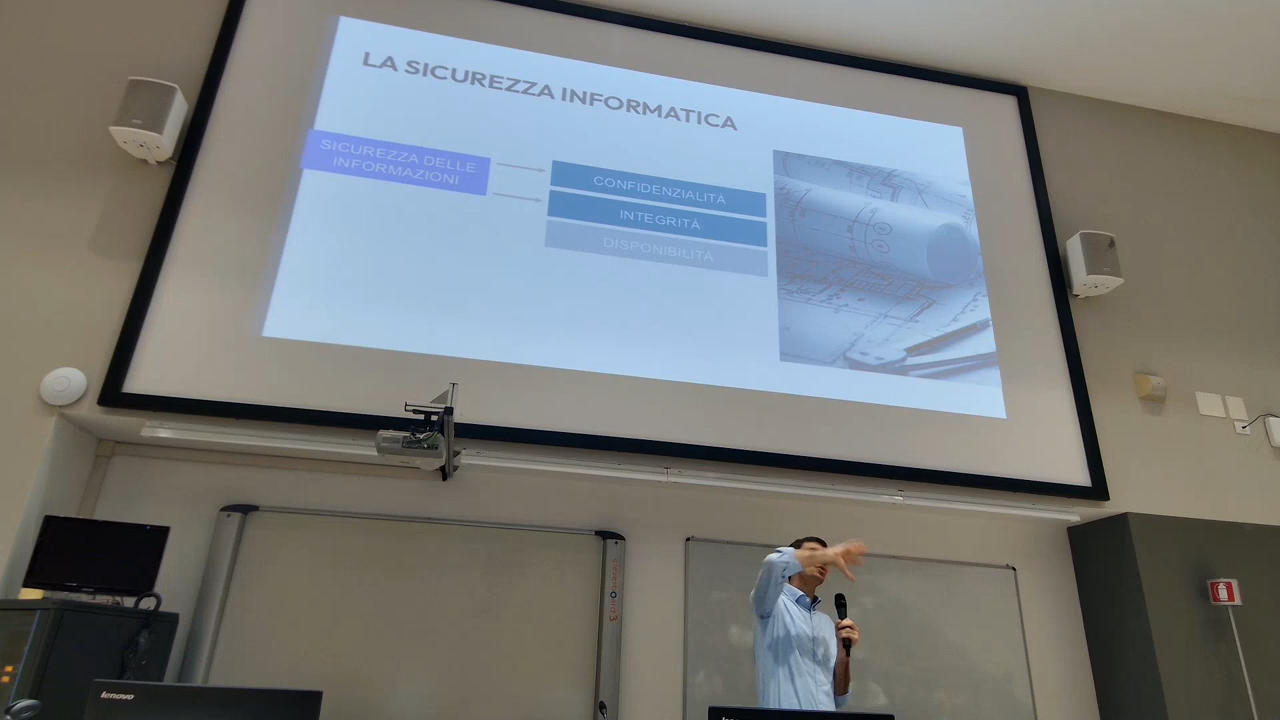 LA SICUREZZA INFORMATICA
SICUREZZA DELLE
INFORMAZIONI
CONFIDENZIALITÀ
INTEGRITÀ
DISPONIBILITÀ
lenovo